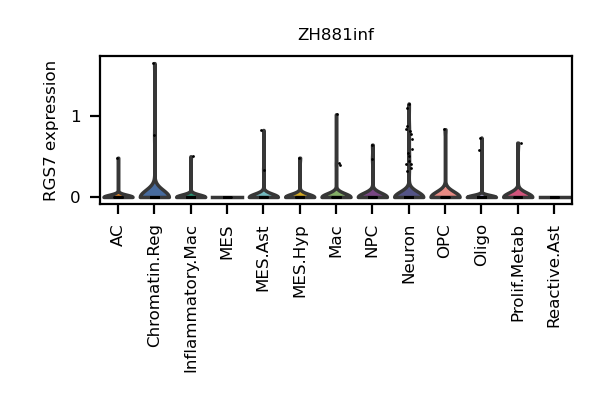 ZH881inf
RGS7 expression
1
0
AC
Chromatin.Reg
Inflammatory.Mac
MES
MES.Ast
MES.Hyp
Mac
NPC
Neuron
OPC
Oligo
Prolif.Metab
Reactive.Ast